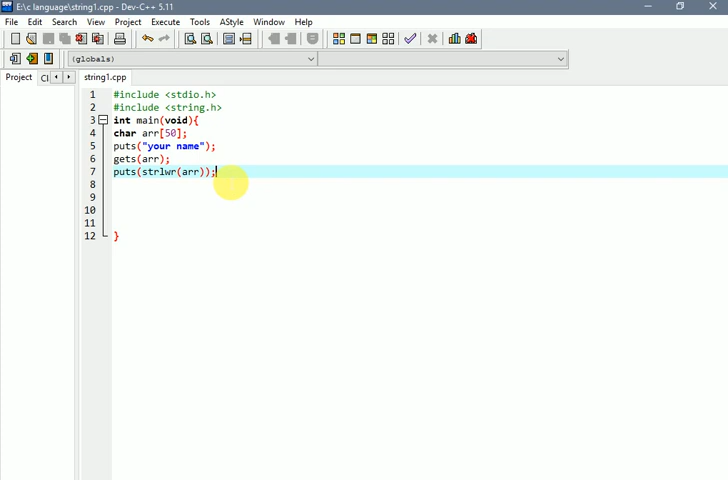 E:\c language\string1.cpp - Dev-C++ 5.11
File Edit Search View Project Execute Tools AStyle Window Help
(globals)
Project Cl string1.cpp
1 #include <stdio.h>
2 #include <string.h>
3 int main(void){
4 char arr[50];
5 puts("your name");
6 gets(arr);
7 puts(strlwr(arr));
8
9
10
11
12 }